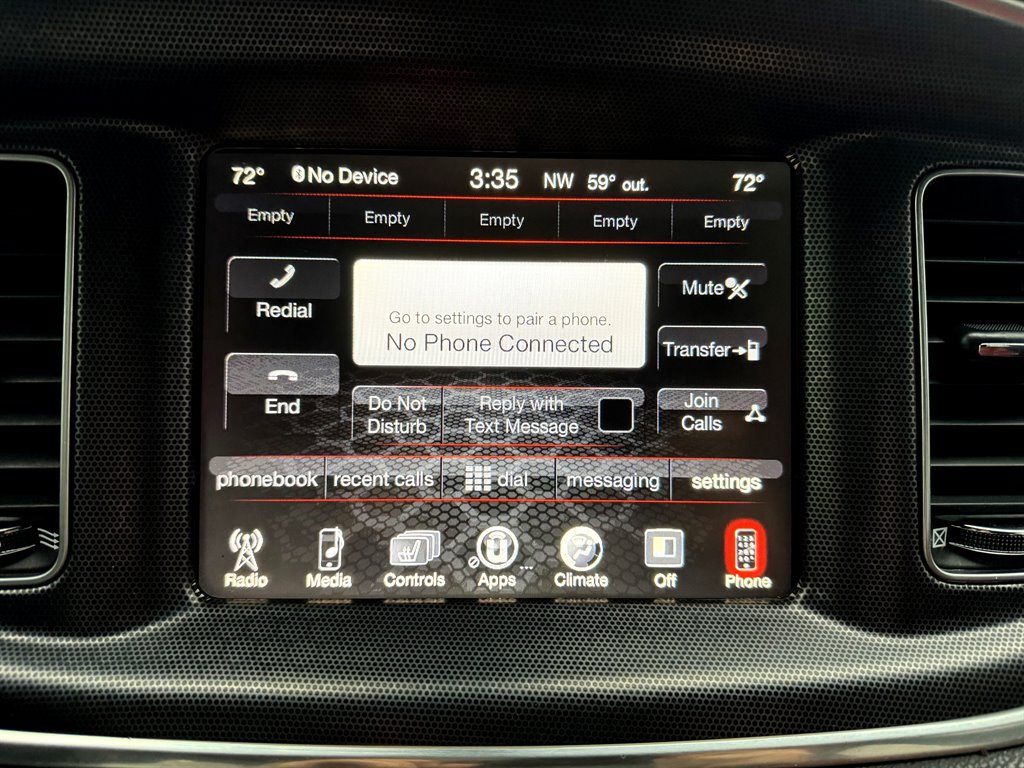 72° No Device 3:35 NW 59° out. 72°
Empty Empty Empty Empty Empty
Redial
Go to settings to pair a phone.
No Phone Connected
Mute
Transfer
End
Do Not
Disturb
Reply with
Text Message
Join
Calls
phonebook recent calls dial messaging settings
Radio Media Controls Apps ... Climate Off Phone